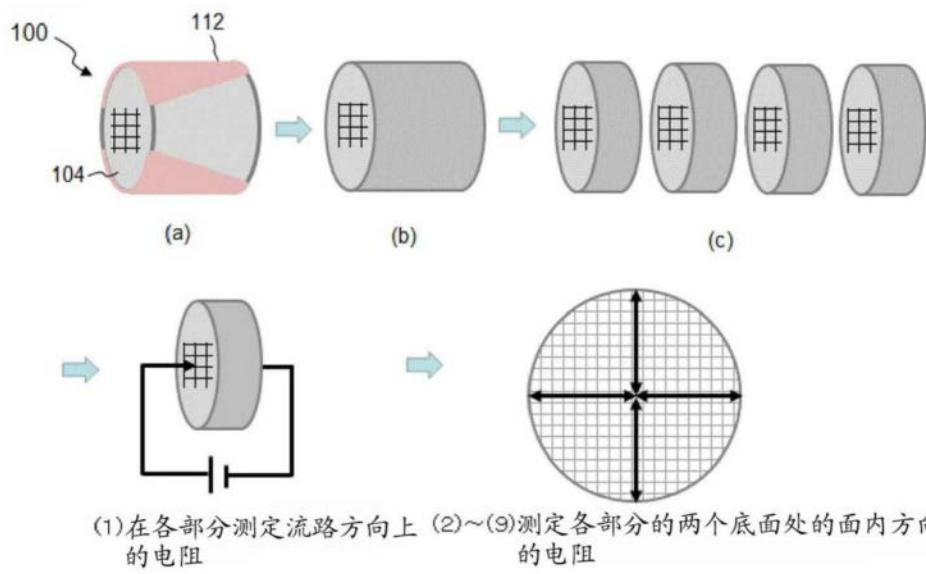 100
112
104
(a)
(b)
(c)
(1)在各部分测定流路方向上
的电阻
(2)~(9)测定各部分的两个底面处的面内方向
的电阻